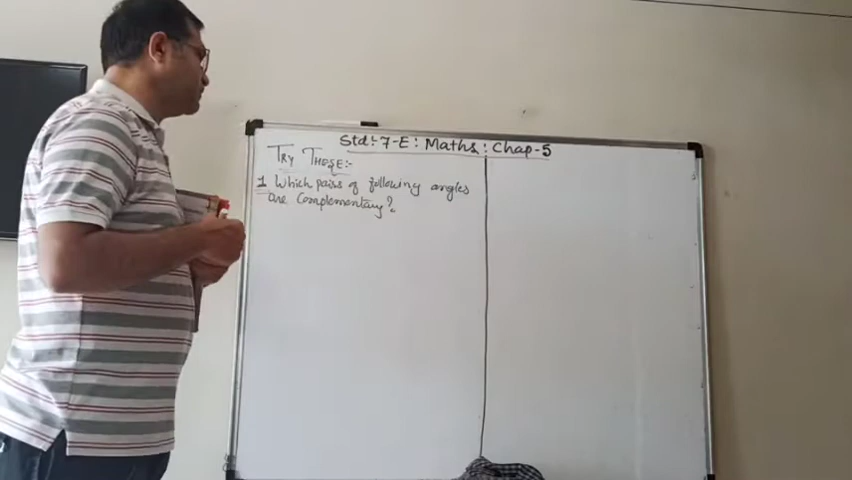 Std:- 7-E: Maths: Chap-5
TRY THESE:-
1 Which pairs of following angles
are Complementary?